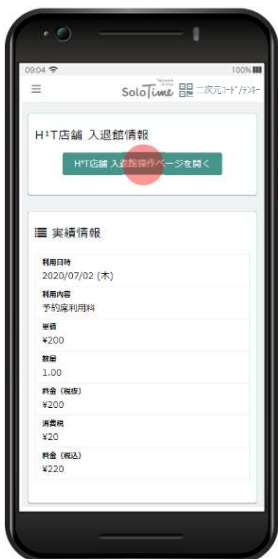 09:04 100%
SoloTime 二次元コード/テンキー
H¹T店舗 入退館情報
H¹T店舗 入退館操作ページを開く
実績情報
利用日時
2020/07/02 (木)
利用内容
予約席利用料
単価
¥200
数量
1.00
料金（税抜）
¥200
消費税
¥20
料金（税込）
¥220